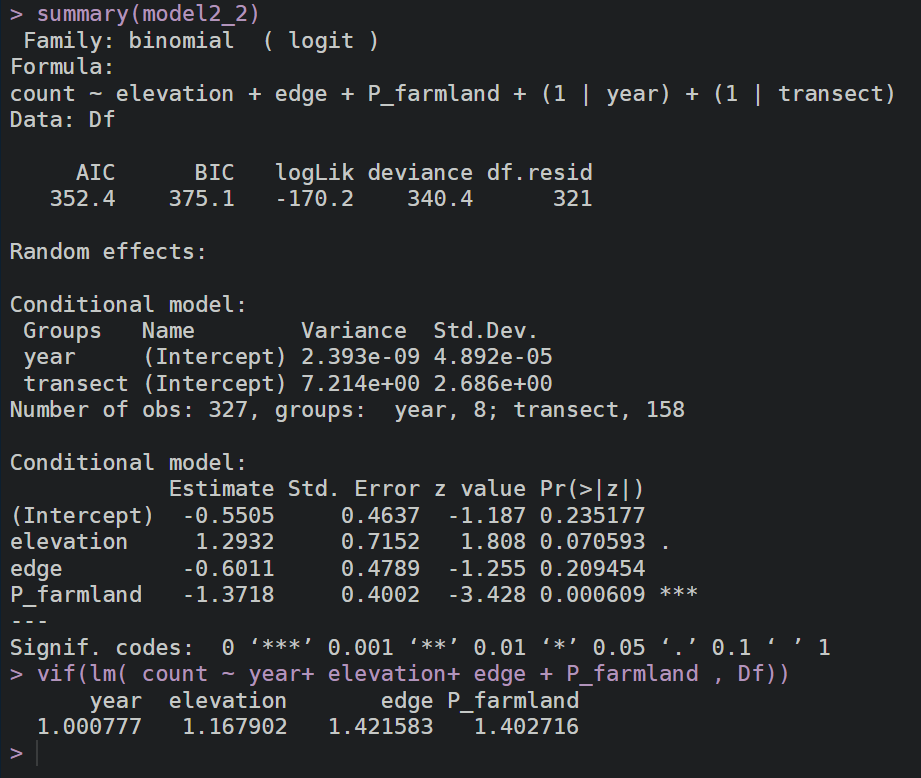 > summary(model2_2)
 Family: binomial  ( logit )
Formula:
count ~ elevation + edge + P_farmland + (1 | year) + (1 | transect)
Data: Df

     AIC      BIC   logLik deviance df.resid
   352.4    375.1   -170.2    340.4      321

Random effects:

Conditional model:
 Groups   Name        Variance  Std.Dev.
 year     (Intercept) 2.393e-09 4.892e-05
 transect (Intercept) 7.214e+00 2.686e+00
Number of obs: 327, groups:  year, 8; transect, 158

Conditional model:
            Estimate Std. Error z value Pr(>|z|)
(Intercept)  -0.5505     0.4637  -1.187 0.235177
elevation     1.2932     0.7152   1.808 0.070593 .
edge         -0.6011     0.4789  -1.255 0.209454
P_farmland   -1.3718     0.4002  -3.428 0.000609 ***
---
Signif. codes:  0 ‘***’ 0.001 ‘**’ 0.01 ‘*’ 0.05 ‘.’ 0.1 ‘ ’ 1
> vif(lm( count ~ year+ elevation+ edge + P_farmland , Df))
      year  elevation       edge P_farmland
  1.000777   1.167902   1.421583   1.402716
>